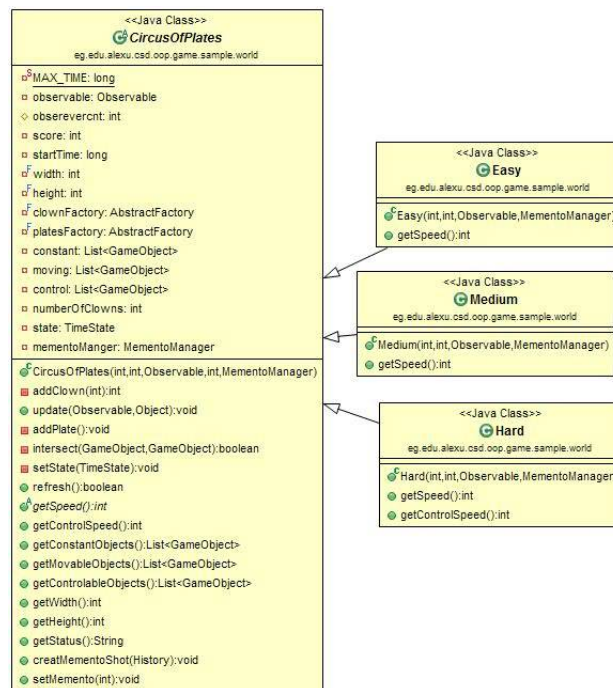 <<Java Class>>
CircusOfPlates
eg.edu.alexu.csd.oop.game.sample.world
MAX_TIME: long
observable: Observable
obserevercnt: int
score: int
startTime: long
width: int
height: int
clownFactory: AbstractFactory
platesFactory: AbstractFactory
constant: List<GameObject>
moving: List<GameObject>
control: List<GameObject>
numberOfClowns: int
state: TimeState
mementoManger: MementoManager
CircusOfPlates(int,int,Observable,int,MementoManager)
addClown(int):int
update(Observable,Object):void
addPlate():void
intersect(GameObject,GameObject):boolean
setState(TimeState):void
refresh():boolean
getSpeed():int
getControlSpeed():int
getConstantObjects():List<GameObject>
getMovableObjects():List<GameObject>
getControlableObjects():List<GameObject>
getWidth():int
getHeight():int
getStatus():String
creatMementoShot(History):void
setMemento(int):void
<<Java Class>>
Easy
eg.edu.alexu.csd.oop.game.sample.world
Easy(int,int,Observable,MementoManager)
getSpeed():int
<<Java Class>>
Medium
eg.edu.alexu.csd.oop.game.sample.world
Medium(int,int,Observable,MementoManager)
getSpeed():int
<<Java Class>>
Hard
eg.edu.alexu.csd.oop.game.sample.world
Hard(int,int,Observable,MementoManager
getSpeed():int
getControlSpeed():int